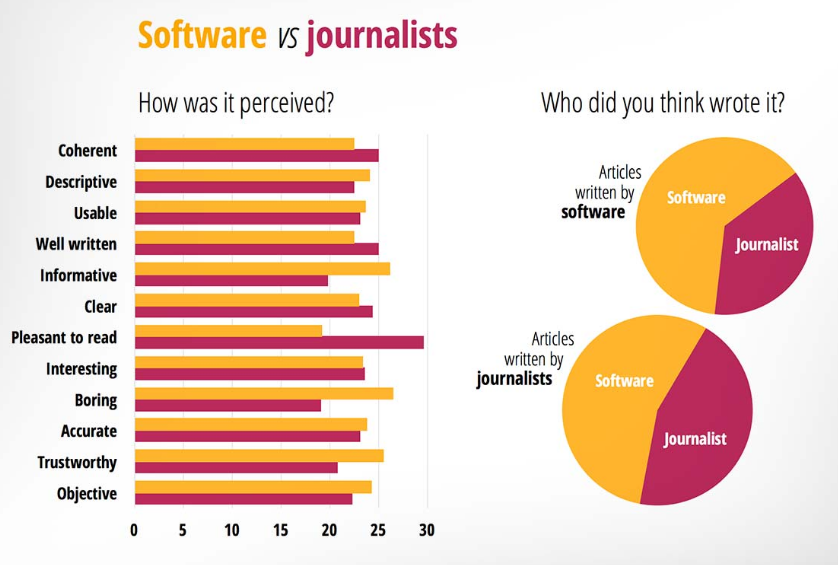 Software vs journalists
How was it perceived?
Coherent
Descriptive
Usable
Well written
Informative
Clear
Pleasant to read
Interesting
Boring
Accurate
Trustworthy
Objective
0 5 10 15 20 25 30
Who did you think wrote it?
Articles
written by
software
Software
Journalist
Articles
written by
journalists
Software
Journalist